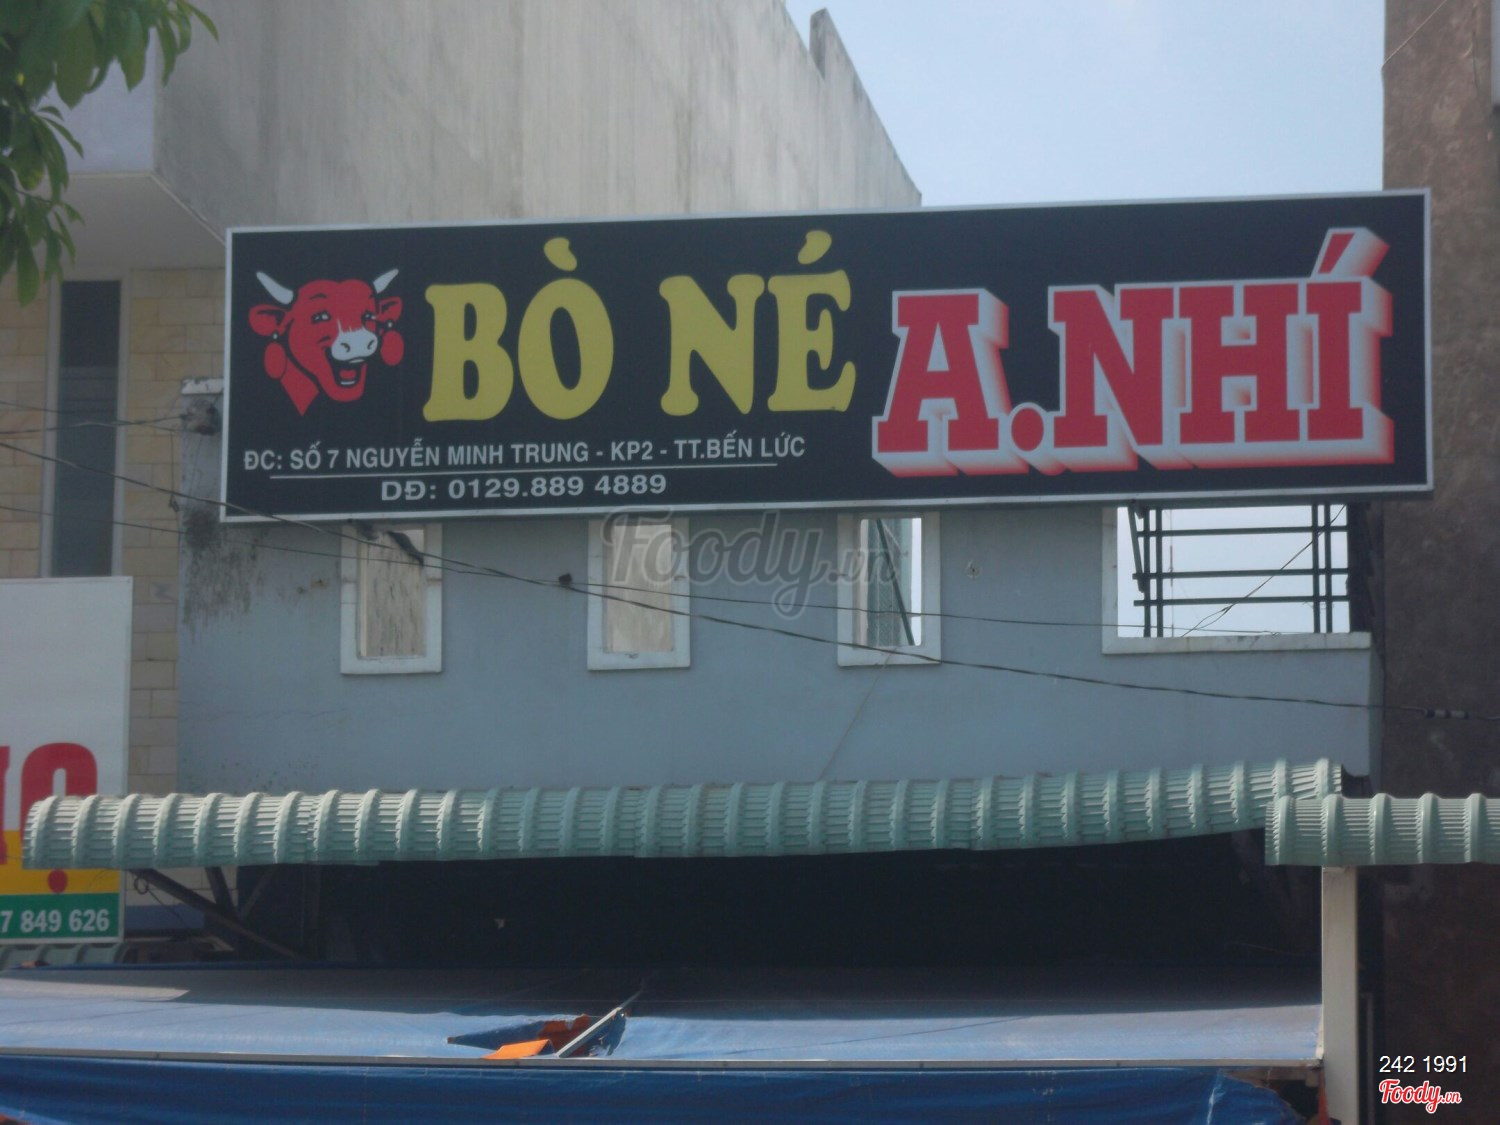 BÒ NÉ A.NHÍ
ĐC: SỐ 7 NGUYỄN MINH TRUNG - KP2 - TT.BẾN LỨC
DĐ: 0129.889 4889
Foody.vn
7 849 626
242 1991
Foody.vn